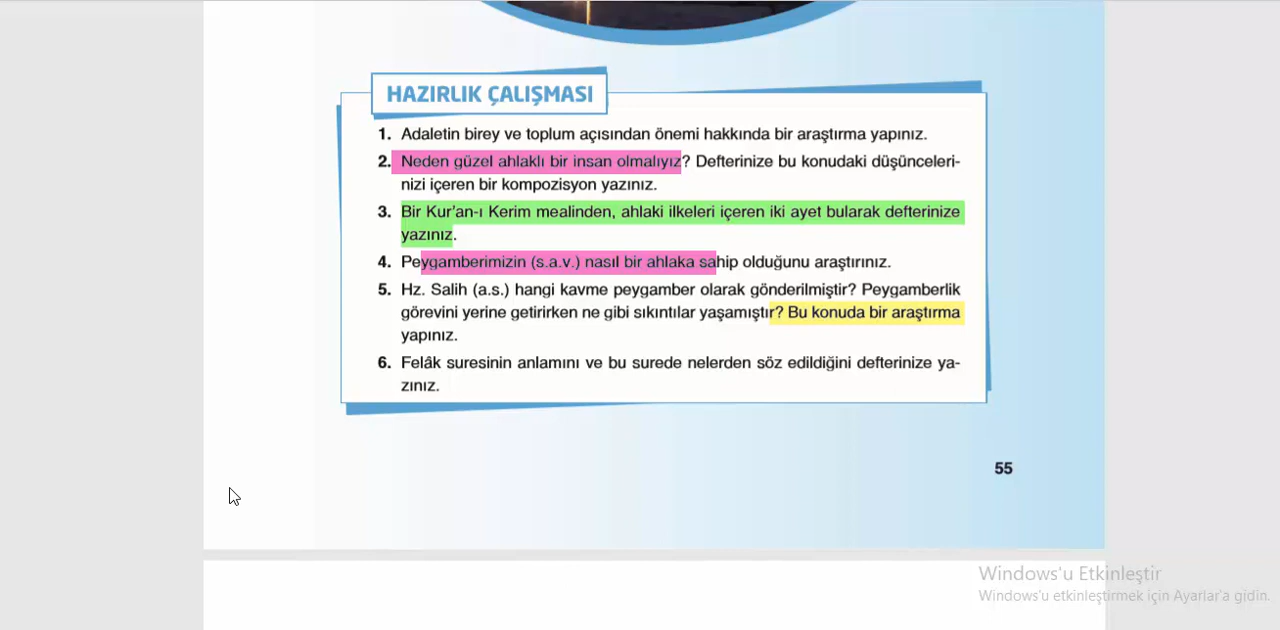 HAZIRLIK ÇALIŞMASI
1. Adaletin birey ve toplum açısından önemi hakkında bir araştırma yapınız.
2. Neden güzel ahlaklı bir insan olmalıyız? Defterinize bu konudaki düşünceleri-
nizi içeren bir kompozisyon yazınız.
3. Bir Kur'an-ı Kerim mealinden, ahlaki ilkeleri içeren iki ayet bularak defterinize
yazınız.
4. Peygamberimizin (s.a.v.) nasıl bir ahlaka sahip olduğunu araştırınız.
5. Hz. Salih (a.s.) hangi kavme peygamber olarak gönderilmiştir? Peygamberlik
görevini yerine getirirken ne gibi sıkıntılar yaşamıştır? Bu konuda bir araştırma
yapınız.
6. Felâk suresinin anlamını ve bu surede nelerden söz edildiğini defterinize ya-
zınız.
55
Windows'u Etkinleştir
Windows'u etkinleştirmek için Ayarlar'a gidin.